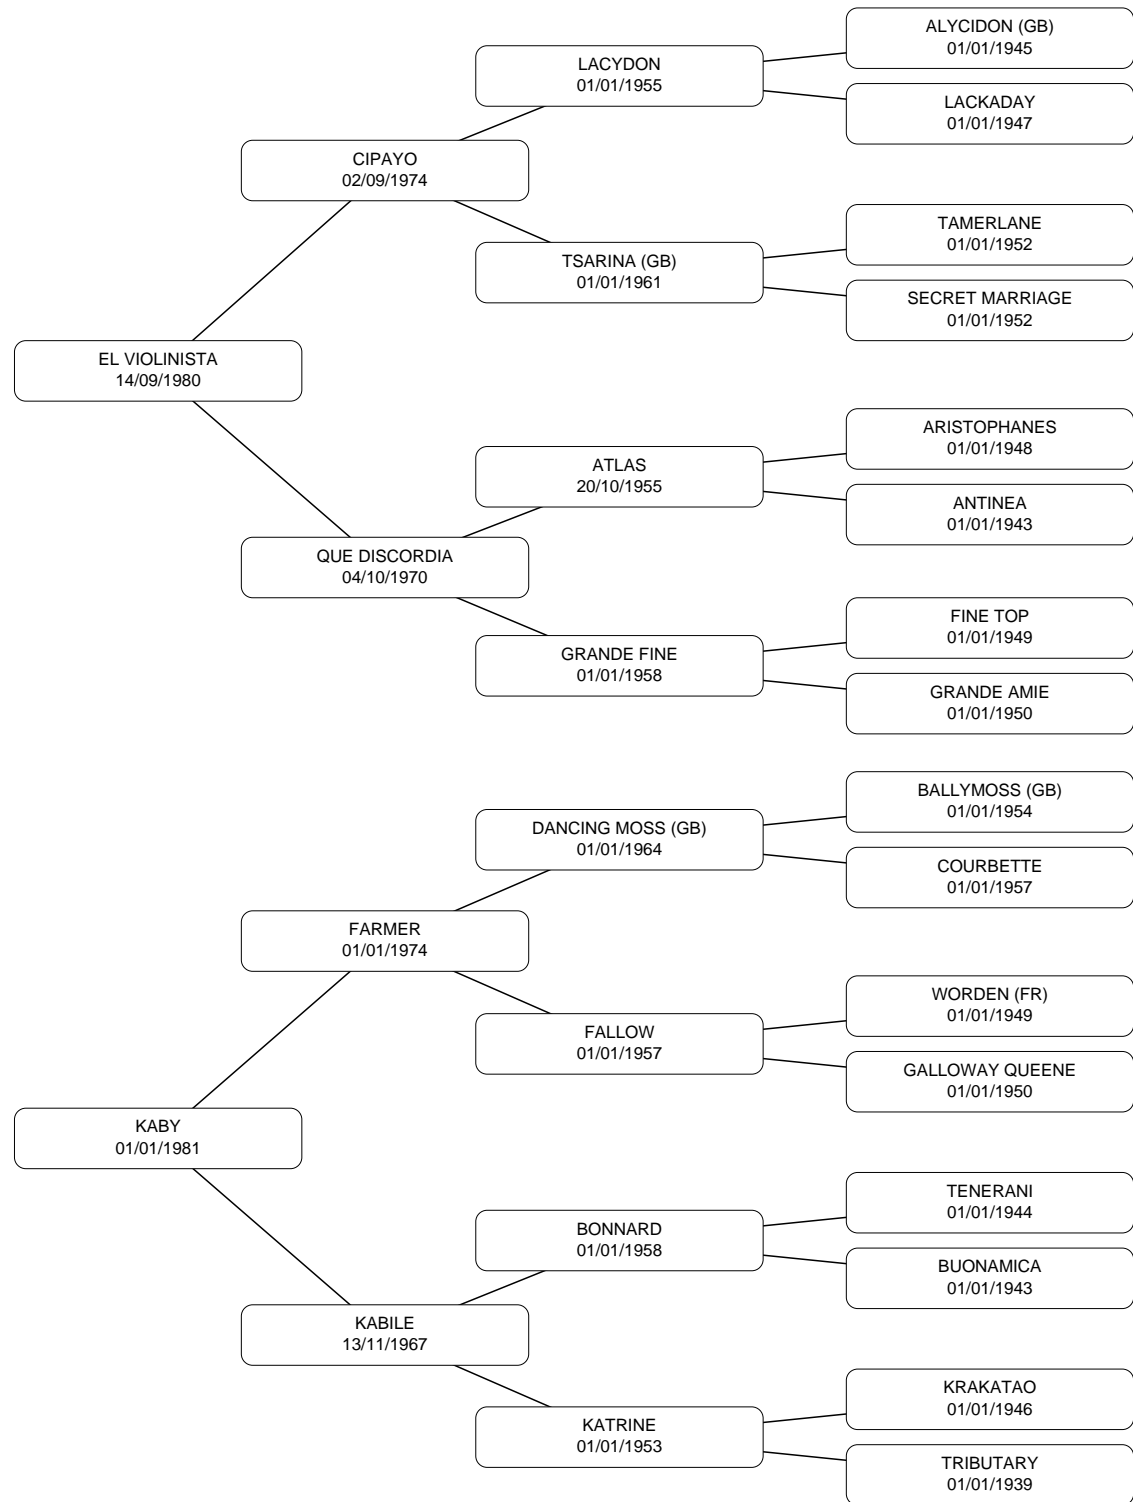 ALYCIDON (GB)
01/01/1945
LACYDON
01/01/1955
LACKADAY
01/01/1947
CIPAYO
02/09/1974
TAMERLANE
01/01/1952
TSARINA (GB)
01/01/1961
SECRET MARRIAGE
01/01/1952
EL VIOLINISTA
14/09/1980
ARISTOPHANES
01/01/1948
ATLAS
20/10/1955
ANTINEA
01/01/1943
QUE DISCORDIA
04/10/1970
FINE TOP
01/01/1949
GRANDE FINE
01/01/1958
GRANDE AMIE
01/01/1950
BALLYMOSS (GB)
01/01/1954
DANCING MOSS (GB)
01/01/1964
COURBETTE
01/01/1957
FARMER
01/01/1974
WORDEN (FR)
01/01/1949
FALLOW
01/01/1957
GALLOWAY QUEENE
01/01/1950
KABY
01/01/1981
TENERANI
01/01/1944
BONNARD
01/01/1958
BUONAMICA
01/01/1943
KABILE
13/11/1967
KRAKATAO
01/01/1946
KATRINE
01/01/1953
TRIBUTARY
01/01/1939